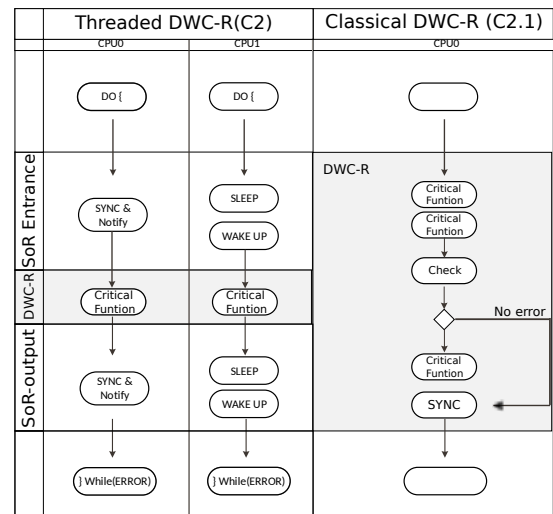 Threaded DWC-R(C2)
Classical DWC-R (C2.1)
CPU0
CPU1
CPU0
DO {
DO {
SoR Entrance
SYNC &
Notify
SLEEP
WAKE UP
DWC-R
Critical
Funtion
Critical
Funtion
SoR-output
SYNC &
Notify
SLEEP
WAKE UP
} While(ERROR)
} While(ERROR)
DWC-R
Critical
Funtion
Critical
Funtion
Check
No error
Critical
Funtion
SYNC